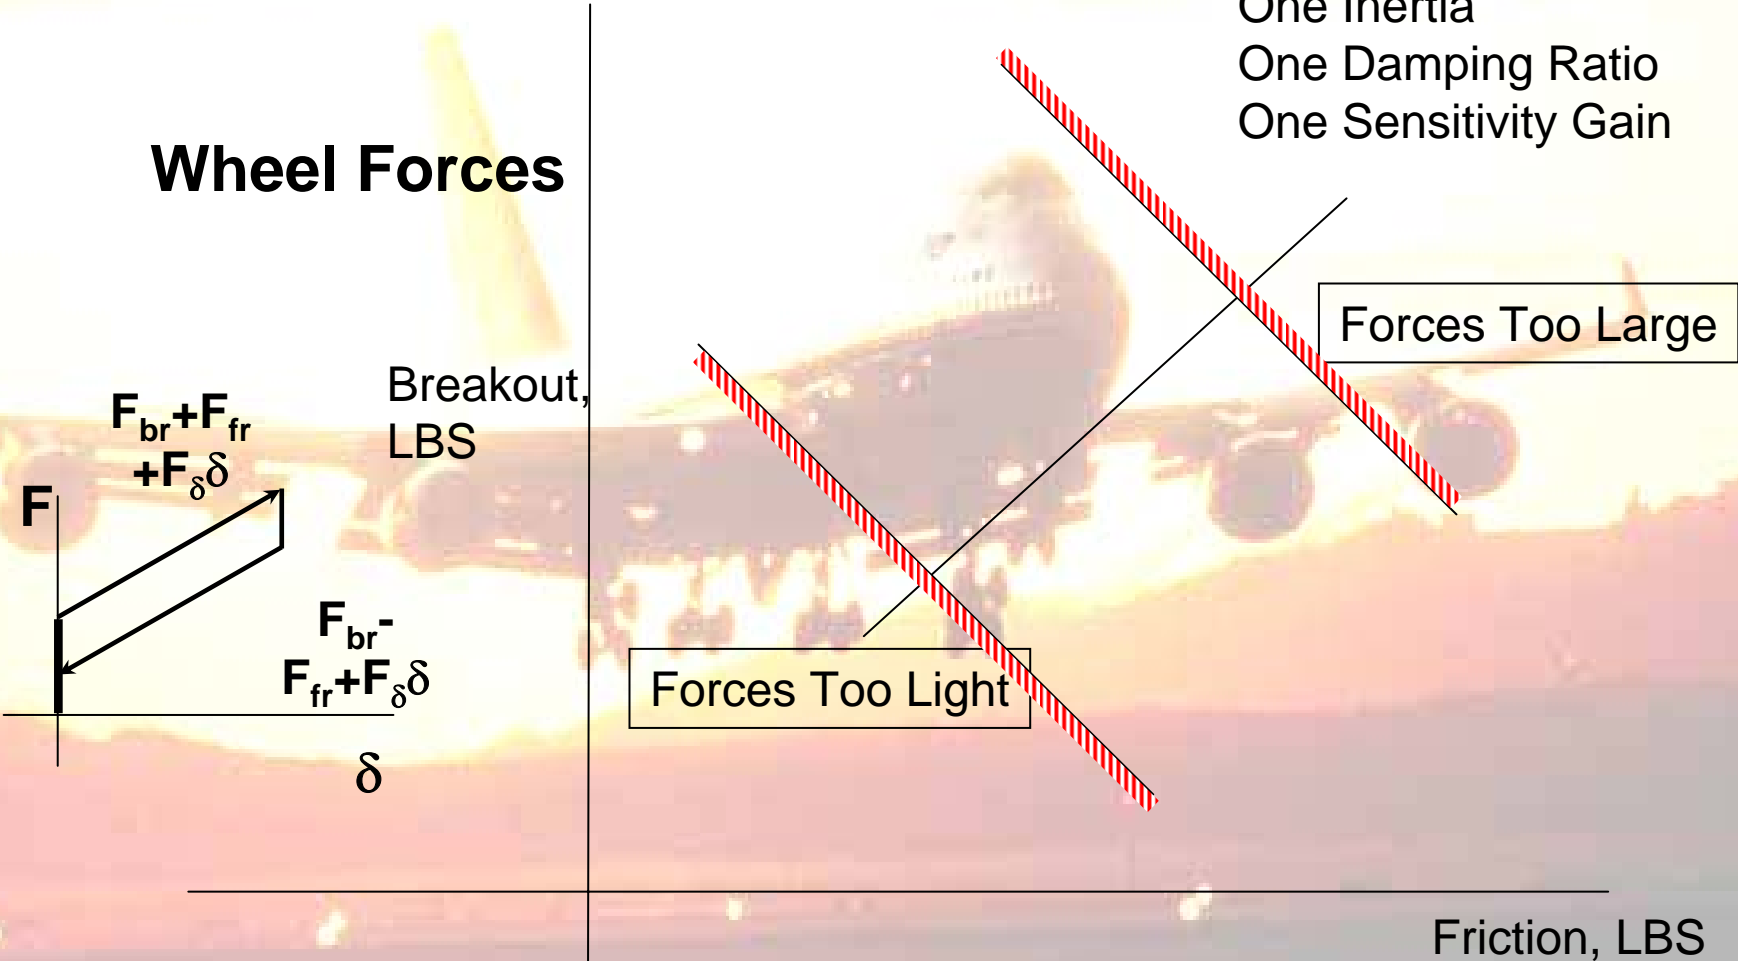 One Inertia
One Damping Ratio
One Sensitivity Gain
Wheel Forces
Forces Too Large
Breakout,
LBS
F_br+F_fr
+F_δδ
F
F_br-
F_fr+F_δδ
Forces Too Light
δ
Friction, LBS